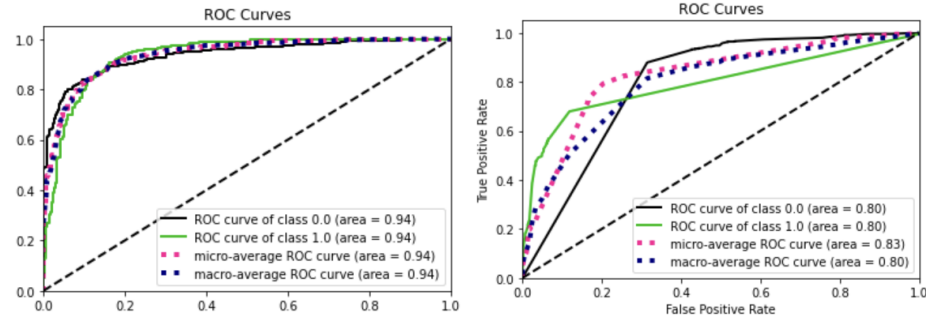 ROC Curves
1.0
0.8
0.6
0.4
0.2
0.0
0.0
0.2
0.4
0.6
0.8
1.0
ROC curve of class 0.0 (area = 0.94)
ROC curve of class 1.0 (area = 0.94)
micro-average ROC curve (area = 0.94)
macro-average ROC curve (area = 0.94)
ROC Curves
True Positive Rate
1.0
0.8
0.6
0.4
0.2
0.0
0.0
0.2
0.4
0.6
0.8
1.0
False Positive Rate
ROC curve of class 0.0 (area = 0.80)
ROC curve of class 1.0 (area = 0.80)
micro-average ROC curve (area = 0.83)
macro-average ROC curve (area = 0.80)